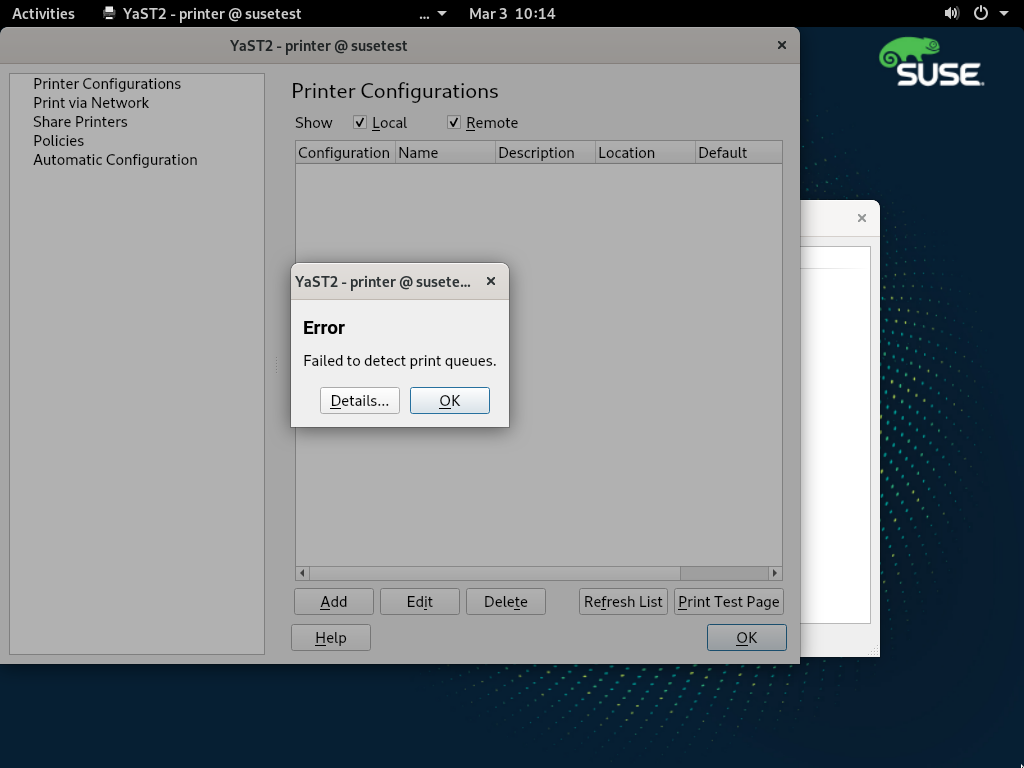 Activities YaST2 - printer @ susetest ... Mar 3 10:14
YaST2 - printer @ susetest
SUSE
Printer Configurations
Print via Network
Share Printers
Policies
Automatic Configuration
Printer Configurations
Show Local Remote
Configuration Name Description Location Default
YaST2 - printer @ susete...
Error
Failed to detect print queues.
Details... OK
Add Edit Delete Refresh List Print Test Page
Help OK